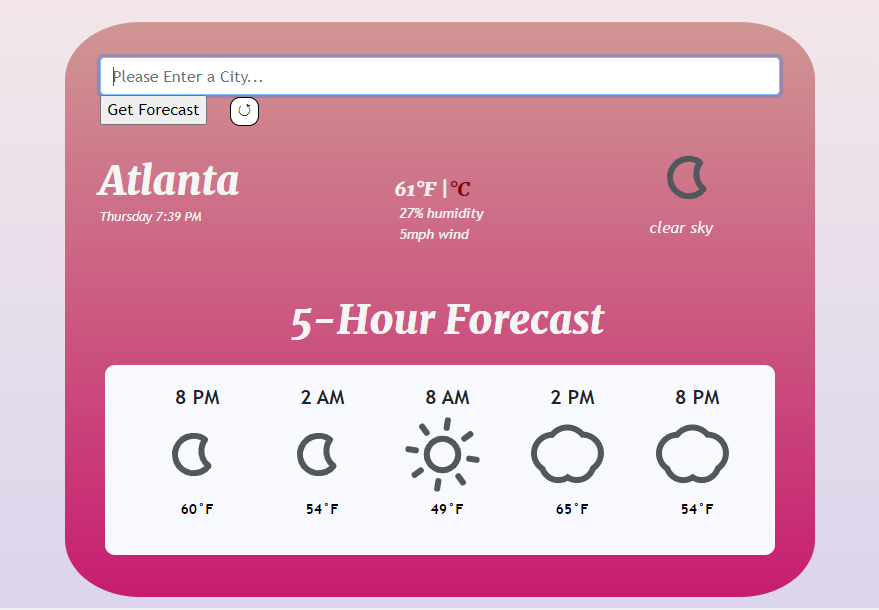 Please Enter a City...
Get Forecast
Atlanta
Thursday 7:39 PM
61°F | °C
27% humidity
5mph wind
clear sky
5-Hour Forecast
8 PM 2 AM 8 AM 2 PM 8 PM
60°F 54°F 49°F 65°F 54°F